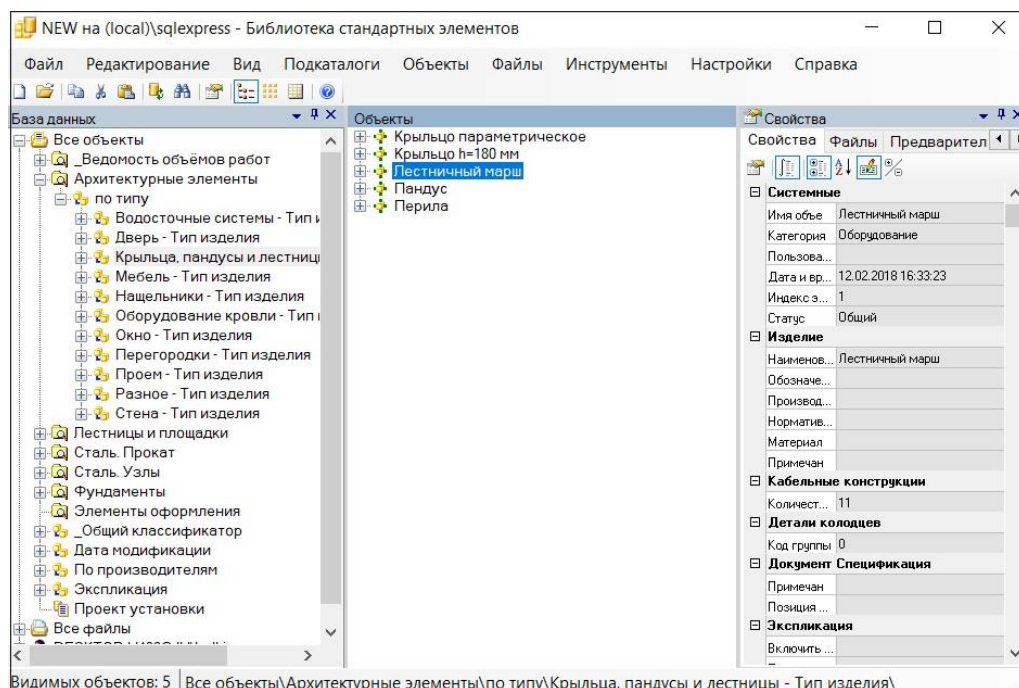 NEW на (local)\sqlexpress - Библиотека стандартных элементов
Файл Редактирование Вид Подкаталоги Объекты Файлы Инструменты Настройки Справка
База данных
Все объекты
_Ведомость объёмов работ
Архитектурные элементы
по типу
Водосточные системы - Тип и
Дверь - Тип изделия
Крыльца, пандусы и лестниц
Мебель - Тип изделия
Нащельники - Тип изделия
Оборудование кровли - Тип
Окно - Тип изделия
Перегородки - Тип изделия
Проем - Тип изделия
Разное - Тип изделия
Стена - Тип изделия
Лестницы и площадки
Сталь. Прокат
Сталь. Узлы
Фундаменты
Элементы оформления
_Общий классификатор
Дата модификации
По производителям
Экспликация
Проект установки
Все файлы
Объекты
Крыльцо параметрическое
Крыльцо h=180 мм
Лестничный марш
Пандус
Перила
Свойства
Свойства Файлы Предварител
Системные
Имя объе Лестничный марш
Категория Оборудование
Пользова...
Дата и вр... 12.02.2018 16:33:23
Индекс э... 1
Статус Общий
Изделие
Наименов... Лестничный марш
Обозначе...
Производ...
Норматив...
Материал
Примечан
Кабельные конструкции
Количест... 11
Детали колодцев
Код группы 0
Документ Спецификация
Примечан
Позиция ...
Экспликация
Включить ...
Видимых объектов: 5 Все объекты\Архитектурные элементы\по типу\Крыльца, пандусы и лестницы - Тип изделия\